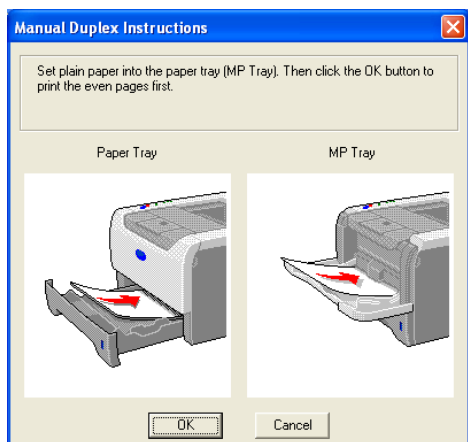 Manual Duplex Instructions
Set plain paper into the paper tray (MP Tray). Then click the OK button to
print the even pages first.
Paper Tray
MP Tray
OK
Cancel